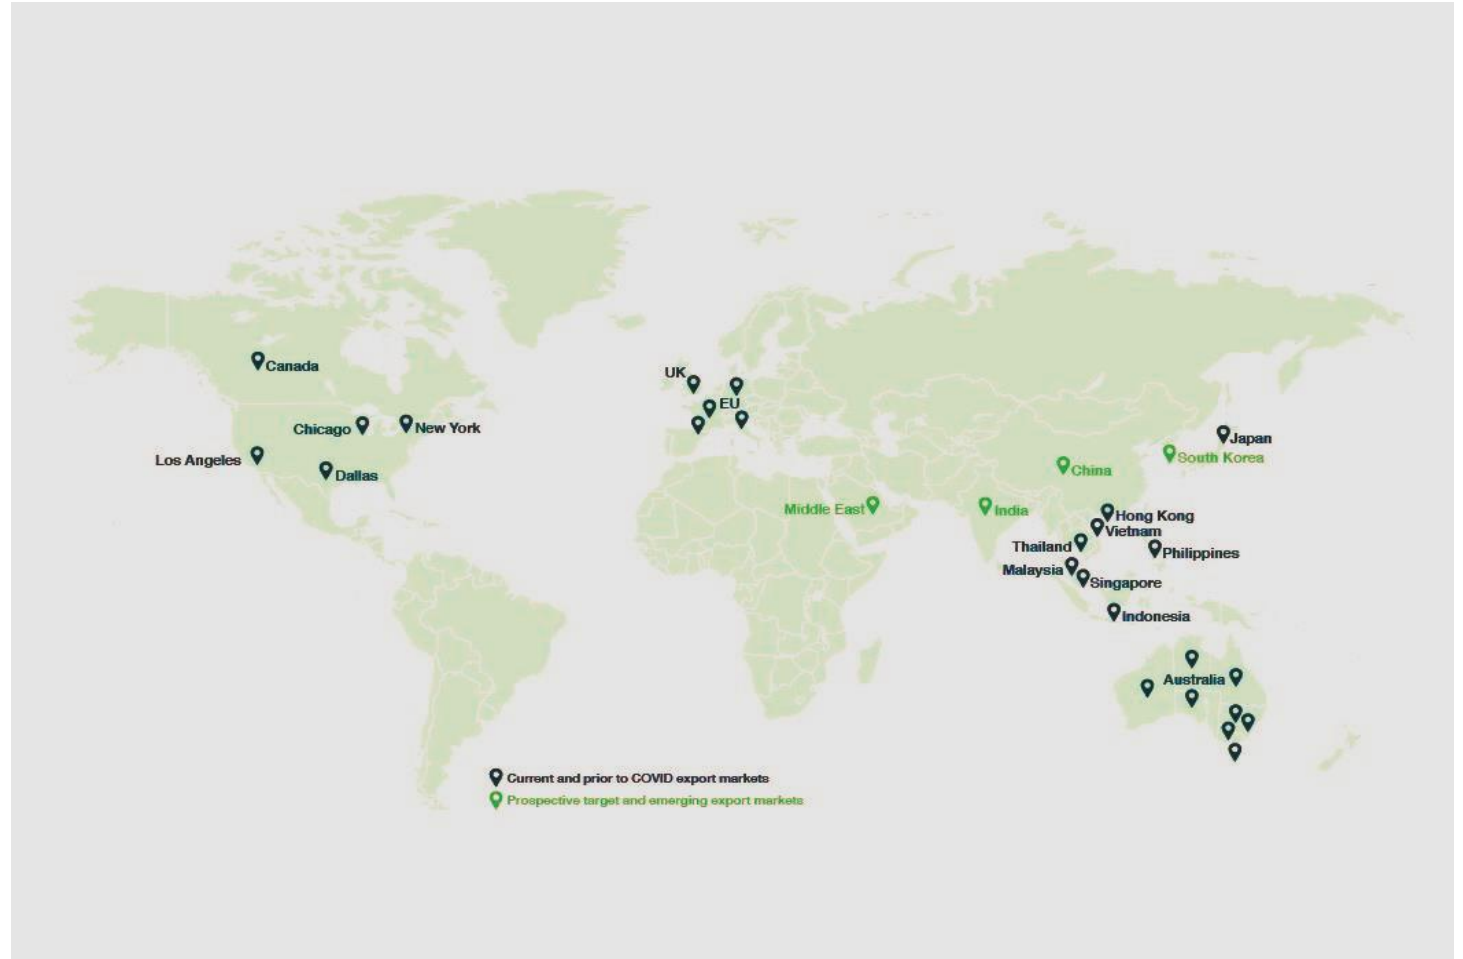 UK
Canada
EU
Chicago
New York
Japan
Los Angeles
South Korea
China
Dallas
Middle East
India
Hong Kong
Vietnam
Thailand
Philippines
Malaysia
Singapore
Indonesia
Australia
Current and prior to COVID export markets
Prospective target and emerging export markets